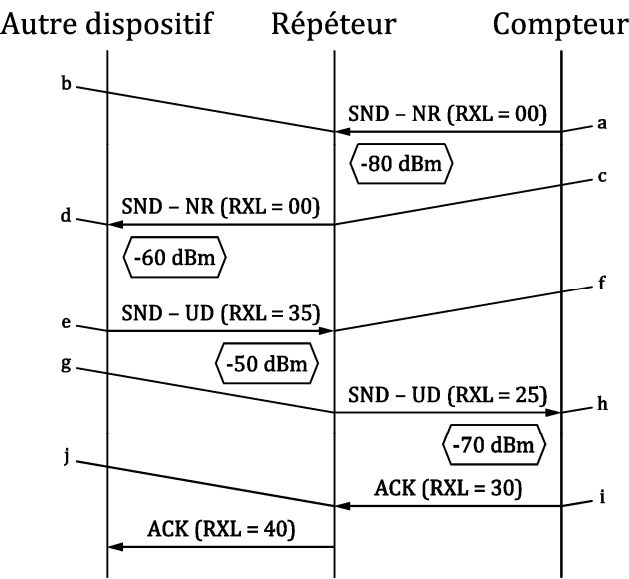 Autre dispositif Répéteur Compteur
b
SND – NR (RXL = 00)
a
-80 dBm
c
d
SND – NR (RXL = 00)
-60 dBm
f
e
SND – UD (RXL = 35)
-50 dBm
g
SND – UD (RXL = 25)
h
-70 dBm
j
ACK (RXL = 30)
i
ACK (RXL = 40)